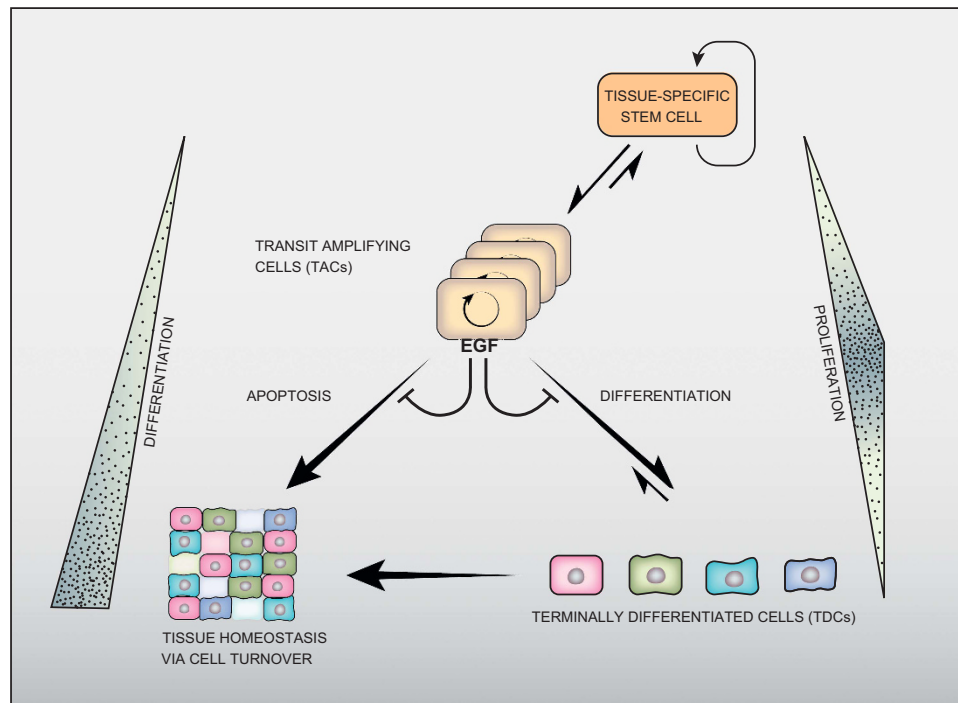 TISSUE-SPECIFIC
STEM CELL
TRANSIT AMPLIFYING
CELLS (TACs)
EGF
DIFFERENTIATION
PROLIFERATION
APOPTOSIS
DIFFERENTIATION
TERMINALLY DIFFERENTIATED CELLS (TDCs)
TISSUE HOMEOSTASIS
VIA CELL TURNOVER